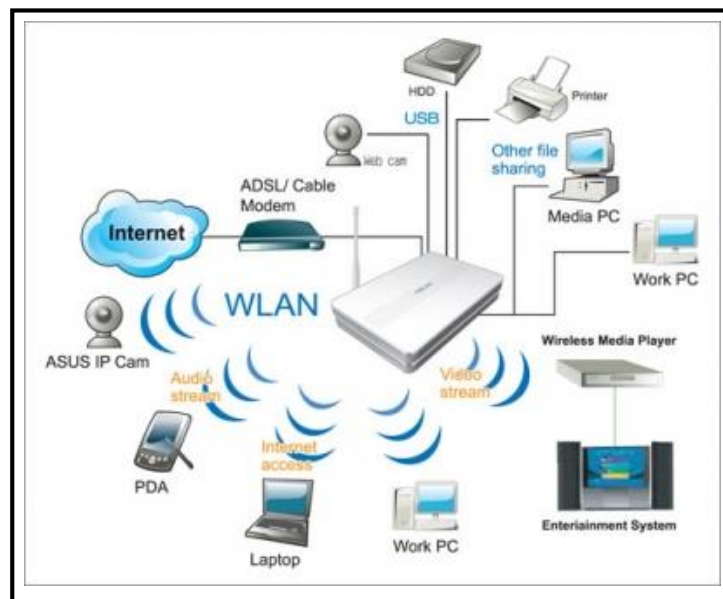 HDD
USB
Printer
Web cam
Other file
sharing
ADSL/ Cable
Modem
Media PC
Internet
Work PC
WLAN
ASUS IP Cam
Wireless Media Player
Audio
stream
Video
stream
Internet
access
PDA
Laptop
Work PC
Enteriainment System